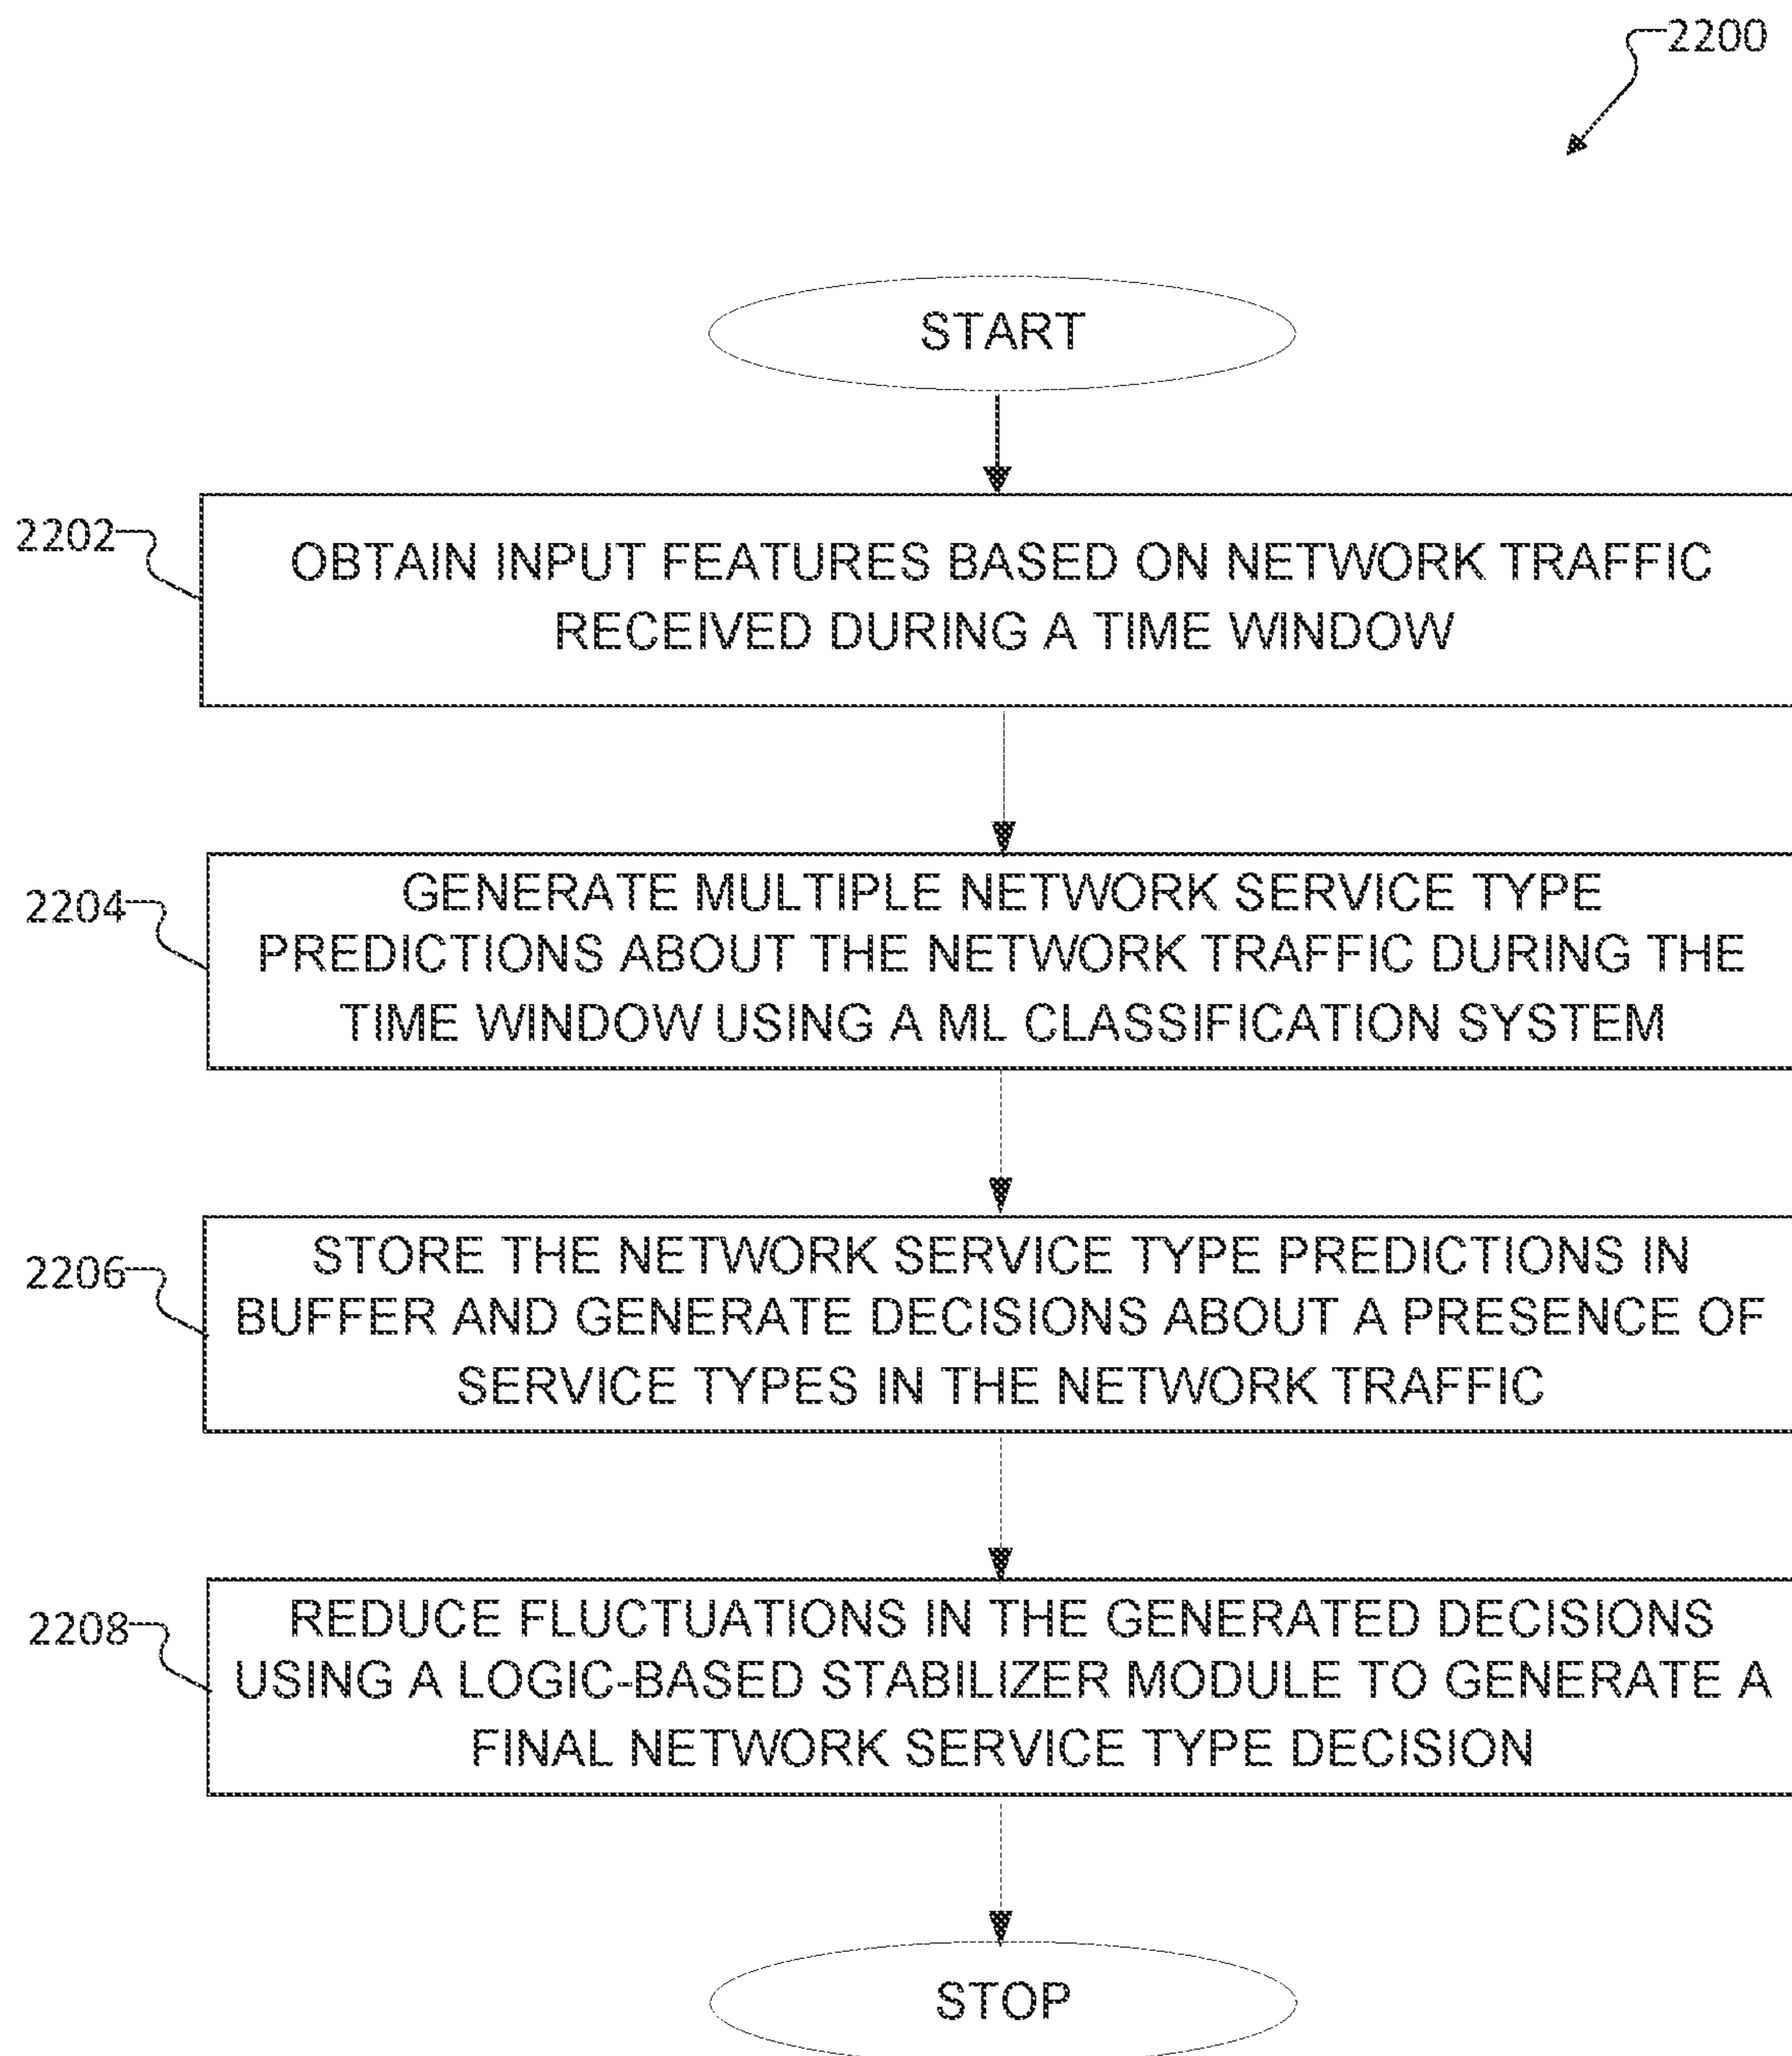 2200
START
2202
OBTAIN INPUT FEATURES BASED ON NETWORK TRAFFIC
RECEIVED DURING A TIME WINDOW
2204
GENERATE MULTIPLE NETWORK SERVICE TYPE
PREDICTIONS ABOUT THE NETWORK TRAFFIC DURING THE
TIME WINDOW USING A ML CLASSIFICATION SYSTEM
2206
STORE THE NETWORK SERVICE TYPE PREDICTIONS IN
BUFFER AND GENERATE DECISIONS ABOUT A PRESENCE OF
SERVICE TYPES IN THE NETWORK TRAFFIC
2208
REDUCE FLUCTUATIONS IN THE GENERATED DECISIONS
USING A LOGIC-BASED STABILIZER MODULE TO GENERATE A
FINAL NETWORK SERVICE TYPE DECISION
STOP